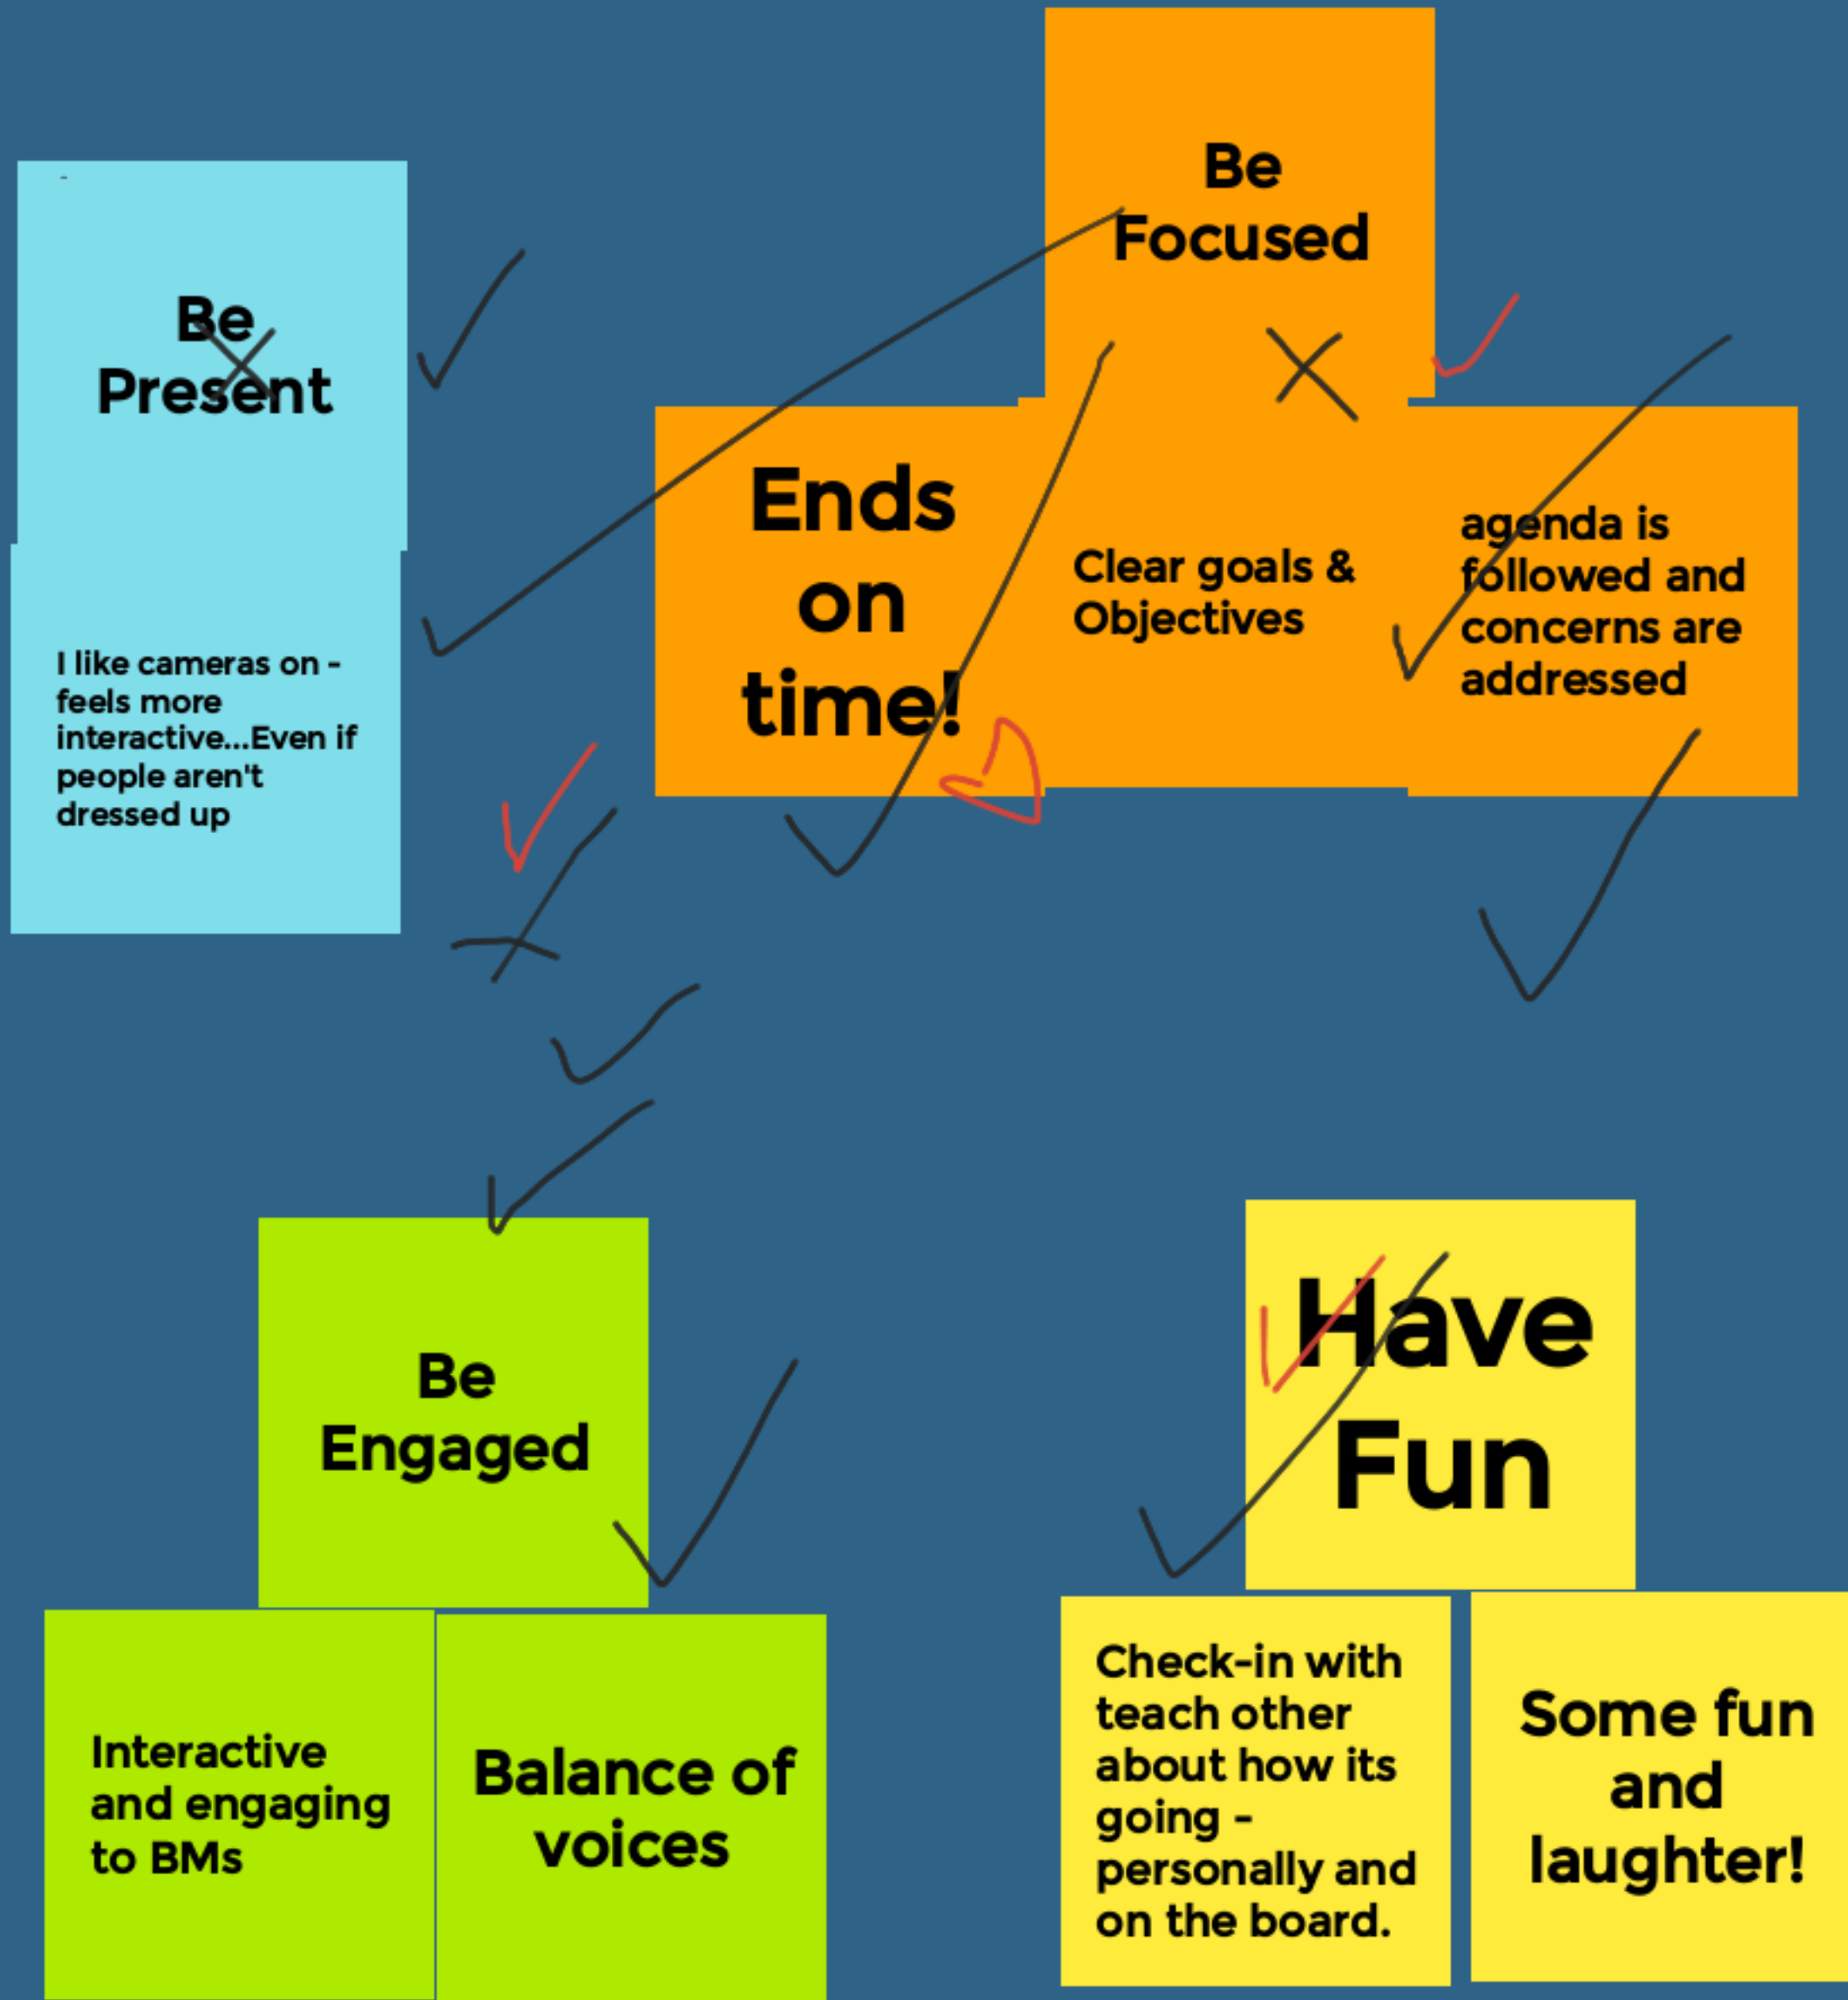 Be
Present
I like cameras on -
feels more
interactive...Even if
people aren't
dressed up
Be
Focused
Ends
on
time!
Clear goals &
Objectives
agenda is
followed and
concerns are
addressed
Be
Engaged
Interactive
and engaging
to BMs
Balance of
voices
Have
Fun
Check-in with
teach other
about how its
going -
personally and
on the board.
Some fun
and
laughter!